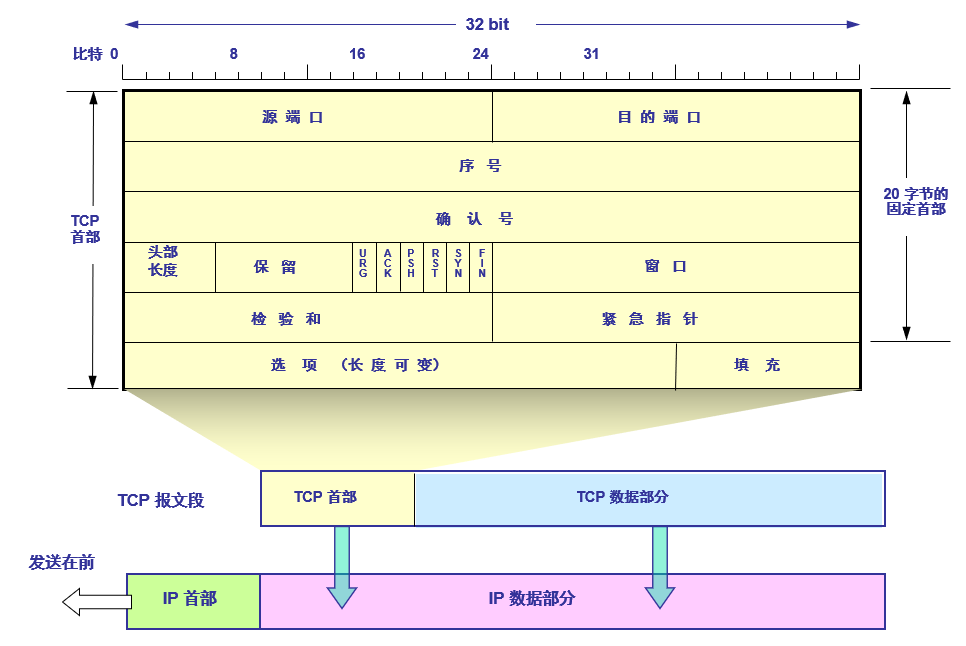 32 bit
比特 0 8 16 24 31
源 端 口
目 的 端 口
序 号
确 认 号
TCP
首部
20 字节的
固定首部
头部
长度
保 留
URG
ACK
PSH
RST
SYN
FIN
窗 口
检 验 和
紧 急 指 针
选 项 （长 度 可 变）
填 充
TCP 报文段
TCP 首部
TCP 数据部分
发送在前
IP 首部
IP 数据部分